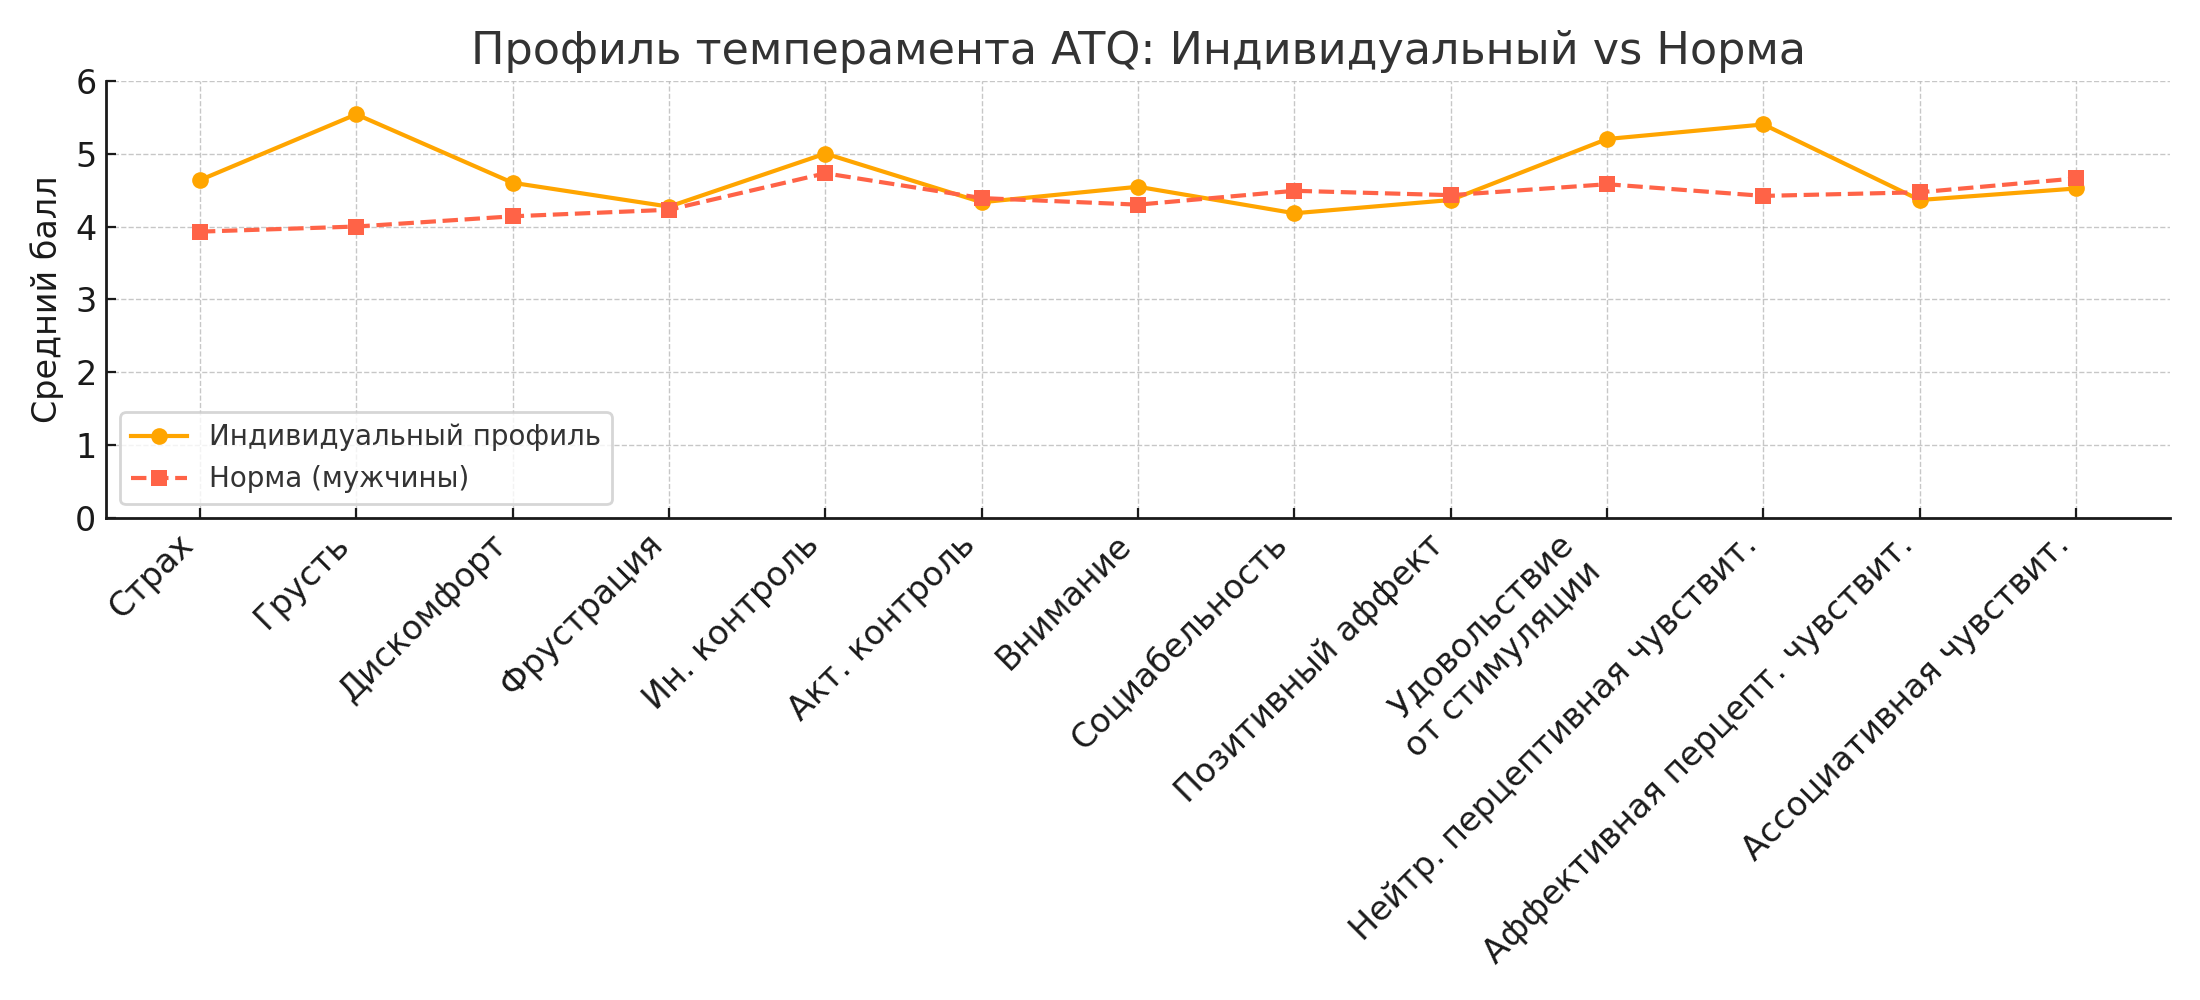 Профиль темперамента ATQ: Индивидуальный vs Норма
Средний балл
6
5
4
3
2
1
0
Индивидуальный профиль
Норма (мужчины)
Страх
Грусть
Дискомфорт
Фрустрация
Ин. контроль
Акт. контроль
Внимание
Социабельность
Позитивный аффект
Удовольствие
от стимуляции
Нейтр. перцептивная чувствит.
Аффективная перцепт. чувствит.
Ассоциативная чувствит.